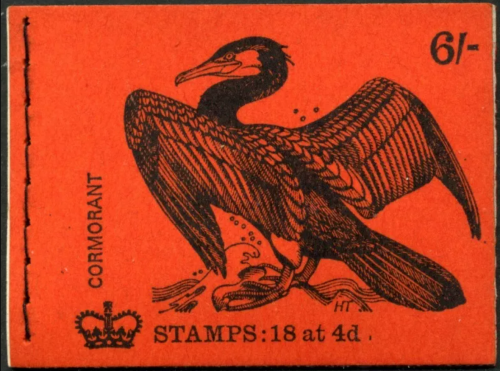 6/-
CORMORANT
HT
STAMPS: 18 at 4d.